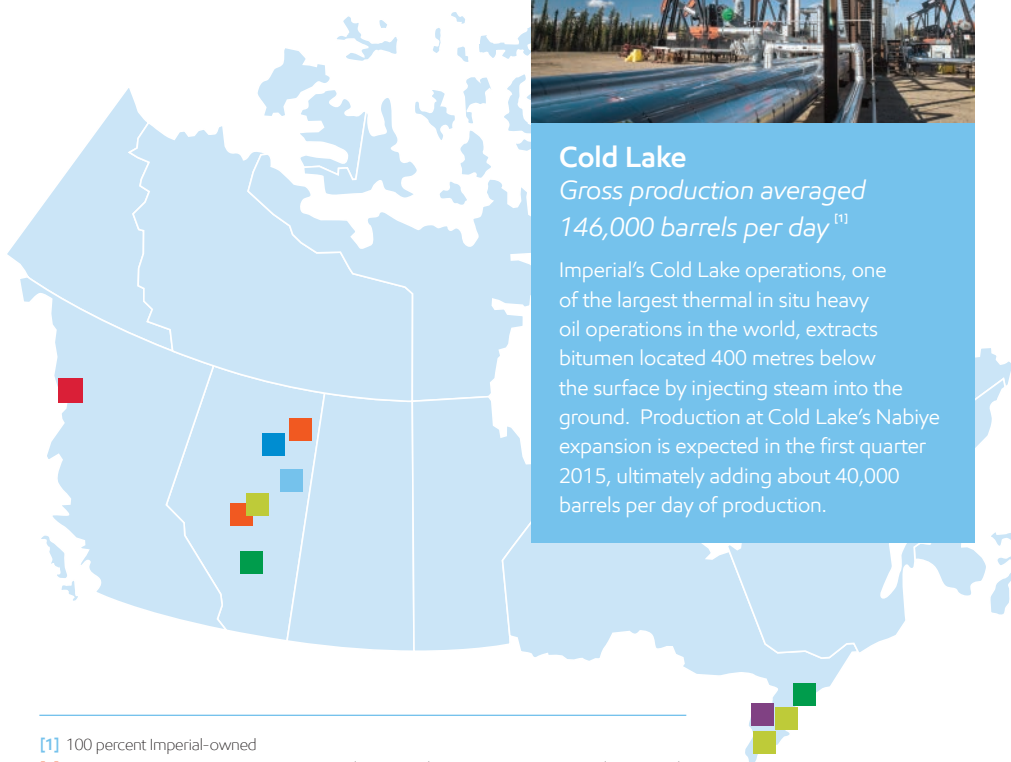 Cold Lake
Gross production averaged
146,000 barrels per day [1]
Imperial's Cold Lake operations, one
of the largest thermal in situ heavy
oil operations in the world, extracts
bitumen located 400 metres below
the surface by injecting steam into the
ground.  Production at Cold Lake's Nabiye
expansion is expected in the first quarter
2015, ultimately adding about 40,000
barrels per day of production.
[1] 100 percent Imperial-owned